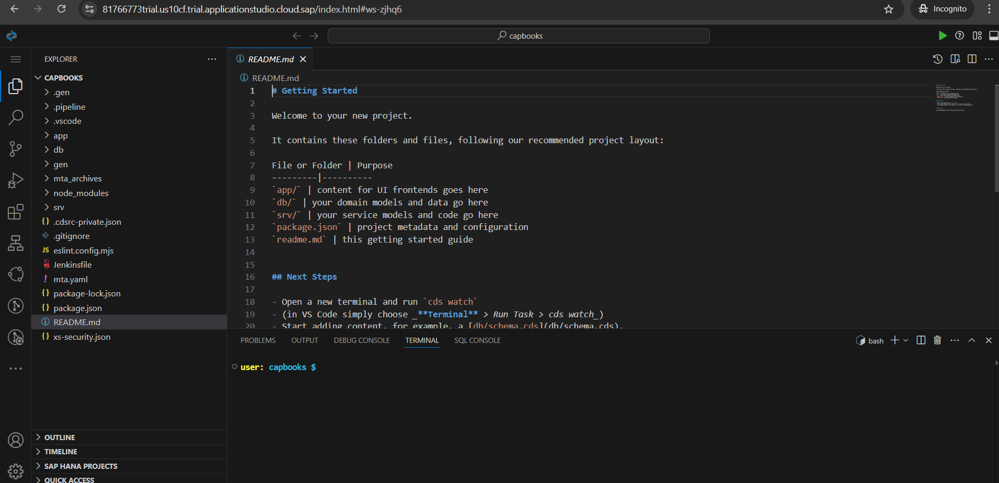 81766773trial.us10cf.trial.applicationstudio.cloud.sap/index.html#ws-zjhq6
Incognito
capbooks
EXPLORER
CAPBOOKS
.gen
.pipeline
.vscode
app
db
gen
mta_archives
node_modules
srv
{} .cdsrc-private.json
.gitignore
JS eslint.config.mjs
Jenkinsfile
! mta.yaml
{} package-lock.json
{} package.json
README.md
{} xs-security.json
OUTLINE
TIMELINE
SAP HANA PROJECTS
QUICK ACCESS
README.md
README.md
1 # Getting Started
2
3 Welcome to your new project.
4
5 It contains these folders and files, following our recommended project layout:
6
7 File or Folder | Purpose
8 ---------|----------
9 `app/` | content for UI frontends goes here
10 `db/` | your domain models and data go here
11 `srv/` | your service models and code go here
12 `package.json` | project metadata and configuration
13 `readme.md` | this getting started guide
14
15
16 ## Next Steps
17
18 - Open a new terminal and run `cds watch`
19 - (in VS Code simply choose _**Terminal** > Run Task > cds watch_)
20 - Start adding content, for example, a [db/schema.cds](db/schema.cds).
PROBLEMS OUTPUT DEBUG CONSOLE TERMINAL SQL CONSOLE
bash
user: capbooks $